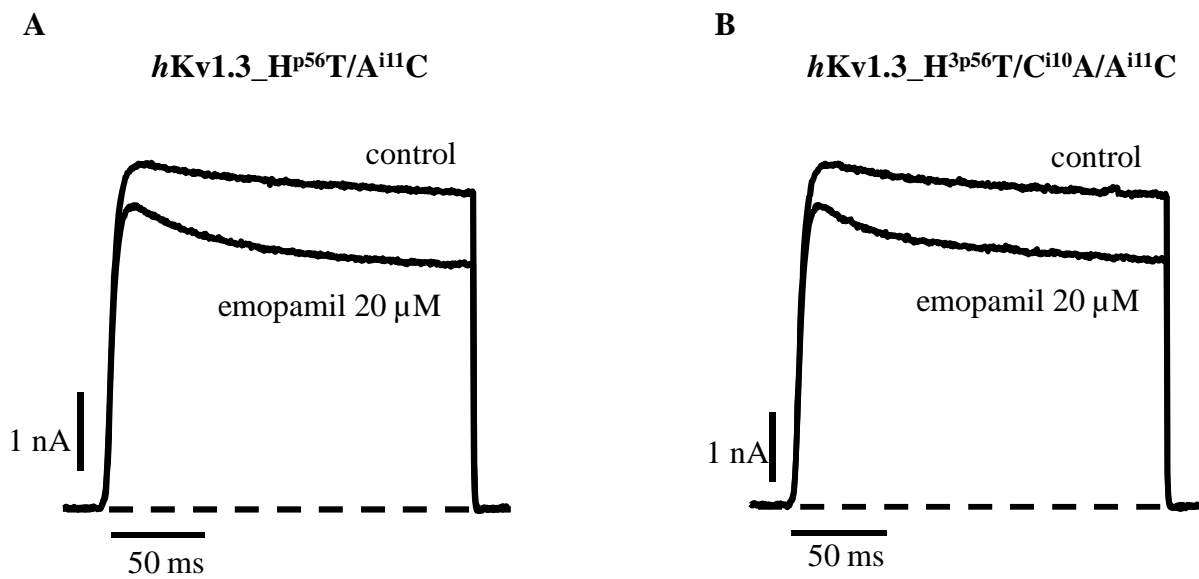 A
hKv1.3_Hᵖ⁵⁶T/Aⁱ¹¹C
control
emopamil 20 µM
1 nA
50 ms
B
hKv1.3_H³ᵖ⁵⁶T/Cⁱ¹⁰A/Aⁱ¹¹C
control
emopamil 20 µM
1 nA
50 ms